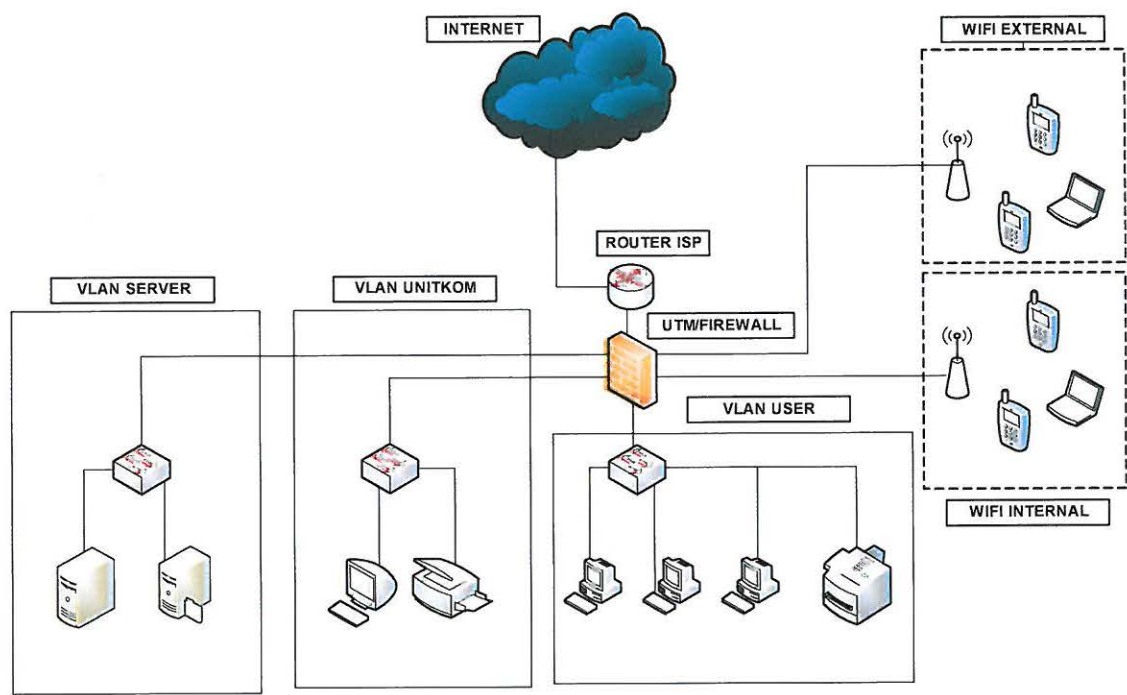 INTERNET
WIFI EXTERNAL
ROUTER ISP
VLAN SERVER
VLAN UNITKOM
UTM/FIREWALL
VLAN USER
WIFI INTERNAL